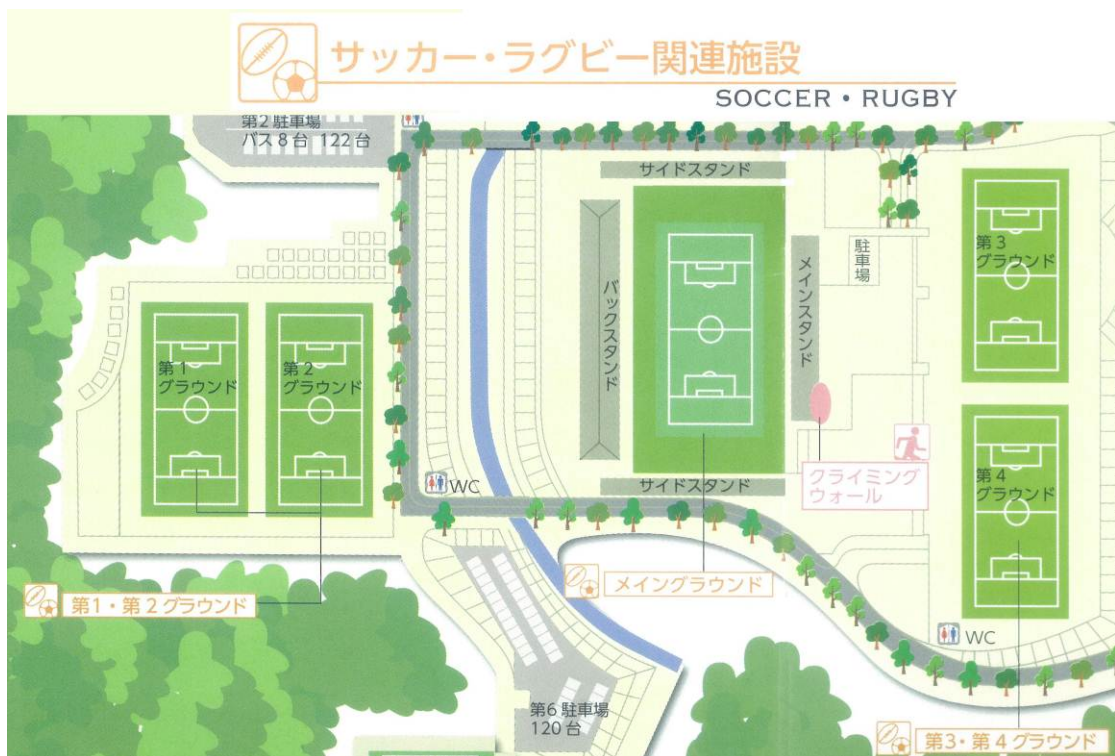 サッカー・ラグビー関連施設
SOCCER・RUGBY
第2 駐車場
バス 8 台 122 台
サイドスタンド
バックスタンド
メインスタンド
駐車場
第 3
グラウンド
第 1
グラウンド
第 2
グラウンド
クライミング
ウォール
第 4
グラウンド
WC
サイドスタンド
メイングラウンド
第1・第2グラウンド
WC
第6 駐車場
120 台
第3・第4グラウンド